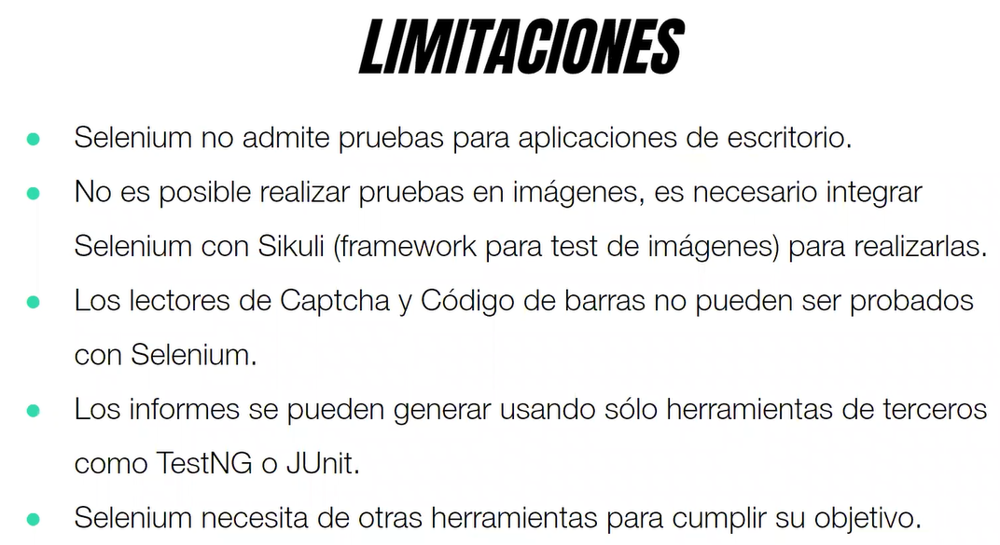 LIMITACIONES
Selenium no admite pruebas para aplicaciones de escritorio.
No es posible realizar pruebas en imágenes, es necesario integrar
Selenium con Sikuli (framework para test de imágenes) para realizarlas.
Los lectores de Captcha y Código de barras no pueden ser probados
con Selenium.
Los informes se pueden generar usando sólo herramientas de terceros
como TestNG o JUnit.
Selenium necesita de otras herramientas para cumplir su objetivo.